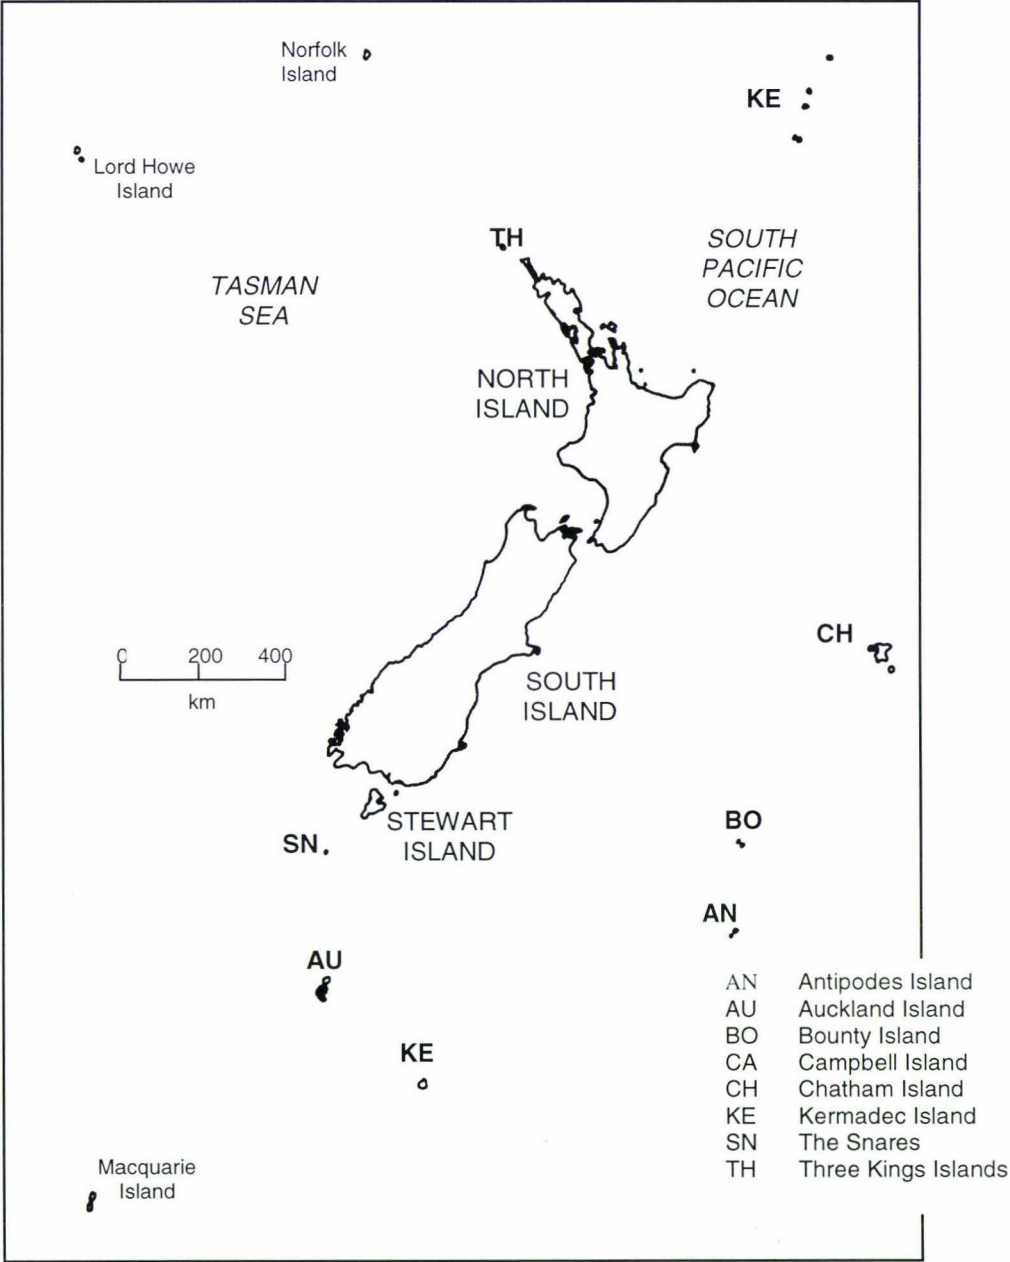 Norfolk
Island
KE
Lord Howe
Island
TH
SOUTH
PACIFIC
OCEAN
TASMAN
SEA
NORTH
ISLAND
CH
0 200 400
km
SOUTH
ISLAND
STEWART
ISLAND
SN
BO
AN
AU
KE
AN Antipodes Island
AU Auckland Island
BO Bounty Island
CA Campbell Island
CH Chatham Island
KE Kermadec Island
SN The Snares
TH Three Kings Islands
Macquarie
Island